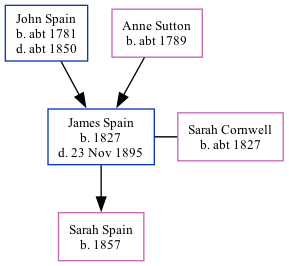 John Spain
b. abt 1781
d. abt 1850
Anne Sutton
b. abt 1789
James Spain
b. 1827
d. 23 Nov 1895
Sarah Cornwell
b. abt 1827
Sarah Spain
b. 1857